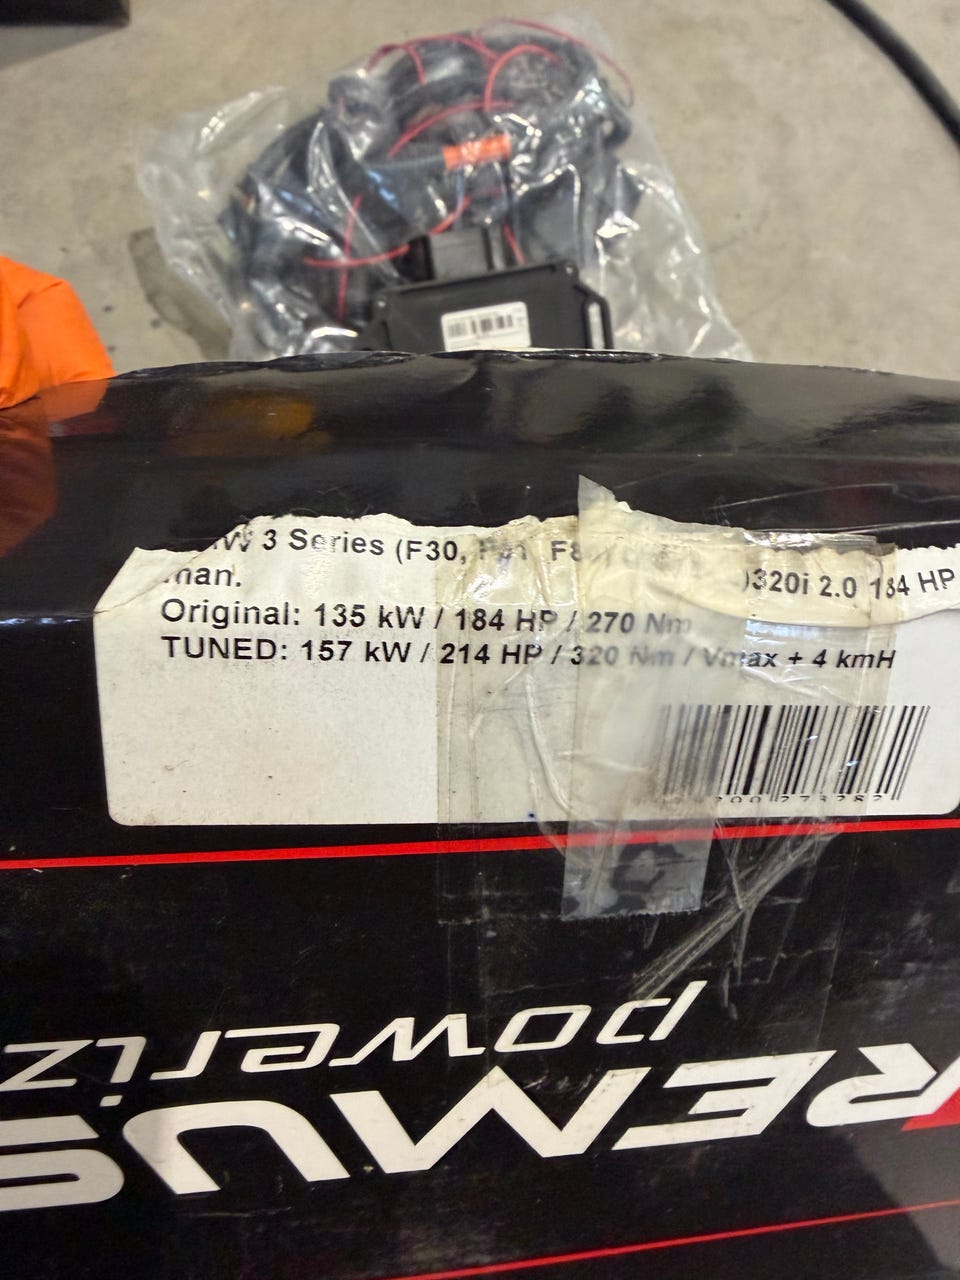 3 Series (F30,
man. 320i 2.0 184 HP
Original: 135 kW / 184 HP / 270 Nm
TUNED: 157 kW / 214 HP / 320 Nm / Vmax + 4 kmH
REMUS